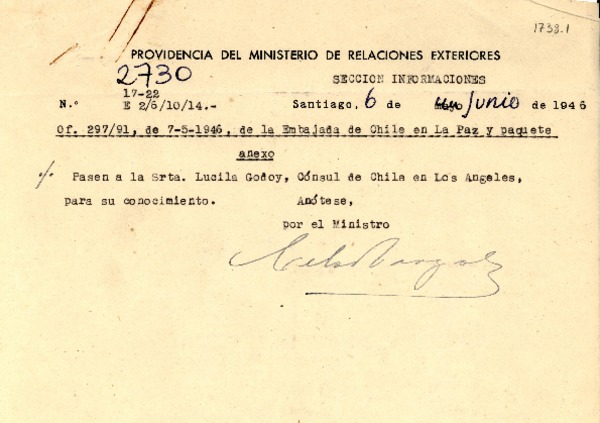 1738.1
PROVIDENCIA DEL MINISTERIO DE RELACIONES EXTERIORES
2730
SECCION INFORMACIONES
17-22
N.° E 2/6/10/14.- Santiago, 6 de Junio de 1946
Of. 297/91, de 7-5-1946, de la Embajada de Chile en La Paz y paquete
anexo
Pasen a la Srta. Lucila Godoy, Cónsul de Chile en Los Angeles,
para su conocimiento. Anótese,
por el Ministro